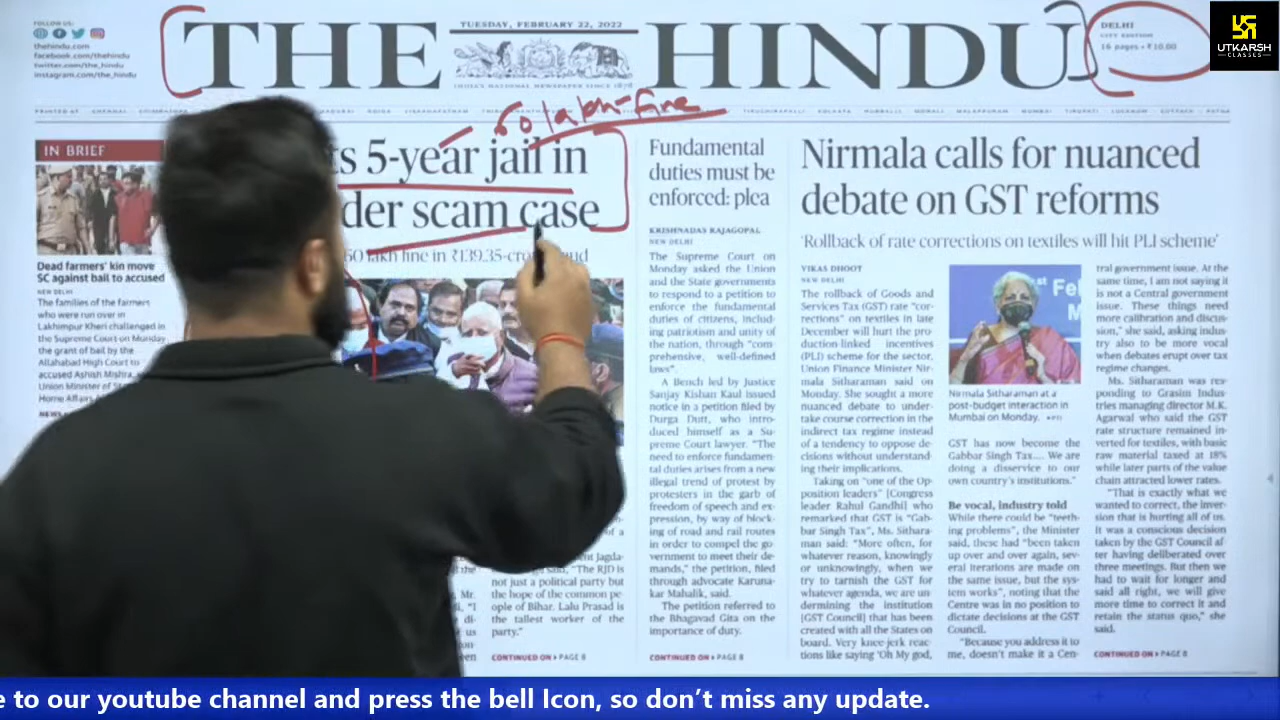 FOLLOW US:
thehindu.com
facebook.com/thehindu
twitter.com/the_hindu
instagram.com/the_hindu
THE HINDU
TUESDAY, FEBRUARY 22, 2022
INDIA'S NATIONAL NEWSPAPER SINCE 1878
DELHI
CITY EDITION
16 pages • ₹10.00
UTKARSH
CLASSES
60 lakh-fine
IN BRIEF
Dead farmers' kin move
SC against bail to accused
NEW DELHI
The families of the farmers
who were run over in
Lakhimpur Kheri challenged in
the Supreme Court on Monday
the grant of bail by the
Allahabad High Court to
accused Ashish Mishra,
Union Minister of
Home Affairs
ts 5-year jail in
der scam case
60 lakh fine in ₹139.35-crore fraud
not just a political party but
the hope of the common pe-
ople of Bihar. Lalu Prasad is
the tallest worker of the
party."
CONTINUED ON PAGE 8
Fundamental
duties must be
enforced: plea
KRISHNADAS RAJAGOPAL
NEW DELHI
The Supreme Court on
Monday asked the Union
and the State governments
to respond to a petition to
enforce the fundamental
duties of citizens, includ-
ing patriotism and unity of
the nation, through "com-
prehensive, well-defined
laws".
A Bench led by Justice
Sanjay Kishan Kaul issued
notice in a petition filed by
Durga Dutt, who intro-
duced himself as a Su-
preme Court lawyer. "The
need to enforce fundamen-
tal duties arises from a new
illegal trend of protest by
protesters in the garb of
freedom of speech and ex-
pression, by way of block-
ing of road and rail routes
in order to compel the go-
vernment to meet their de-
mands," the petition, filed
through advocate Karuna-
kar Mahalik, said.
The petition referred to
the Bhagavad Gita on the
importance of duty.
CONTINUED ON PAGE 8
Nirmala calls for nuanced
debate on GST reforms
'Rollback of rate corrections on textiles will hit PLI scheme'
VIKAS DHOOT
NEW DELHI
The rollback of Goods and
Services Tax (GST) rate "cor-
rections" on textiles in late
December will hurt the pro-
duction-linked incentives
(PLI) scheme for the sector,
Union Finance Minister Nir-
mala Sitharaman said on
Monday. She sought a more
nuanced debate to under-
take course correction in the
indirect tax regime instead
of a tendency to oppose de-
cisions without understand-
ing their implications.
Taking on "one of the Op-
position leaders" [Congress
leader Rahul Gandhi] who
remarked that GST is "Gab-
bar Singh Tax", Ms. Sithara-
man said: "More often, for
whatever reason, knowingly
or unknowingly, when we
try to tarnish the GST for
whatever agenda, we are un-
dermining the institution
[GST Council] that has been
created with all the States on
board. Very knee-jerk reac-
tions like saying 'Oh My god,
Nirmala Sitharaman at a
post-budget interaction in
Mumbai on Monday. •PTI
GST has now become the
Gabbar Singh Tax.... We are
doing a disservice to our
own country's institutions."
Be vocal, industry told
While there could be "teeth-
ing problems", the Minister
said, these had "been taken
up over and over again, sev-
eral iterations are made on
the same issue, but the sys-
tem works", noting that the
Centre was in no position to
dictate decisions at the GST
Council.
"Because you address it to
me, doesn't make it a Cen-
tral government issue. At the
same time, I am not saying it
is not a Central government
issue. These things need
more calibration and discus-
sion," she said, asking indus-
try also to be more vocal
when debates erupt over tax
regime changes.
Ms. Sitharaman was res-
ponding to Grasim Indus-
tries managing director M.K.
Agarwal who said the GST
rate structure remained in-
verted for textiles, with basic
raw material taxed at 18%
while later parts of the value
chain attracted lower rates.
"That is exactly what we
wanted to correct, the inver-
sion that is hurting all of us.
It was a conscious decision
taken by the GST Council af-
ter having deliberated over
three meetings. But then we
had to wait for longer and
said all right, we will give
more time to correct it and
retain the status quo," she
said.
CONTINUED ON PAGE 8
e to our youtube channel and press the bell Icon, so don't miss any update.